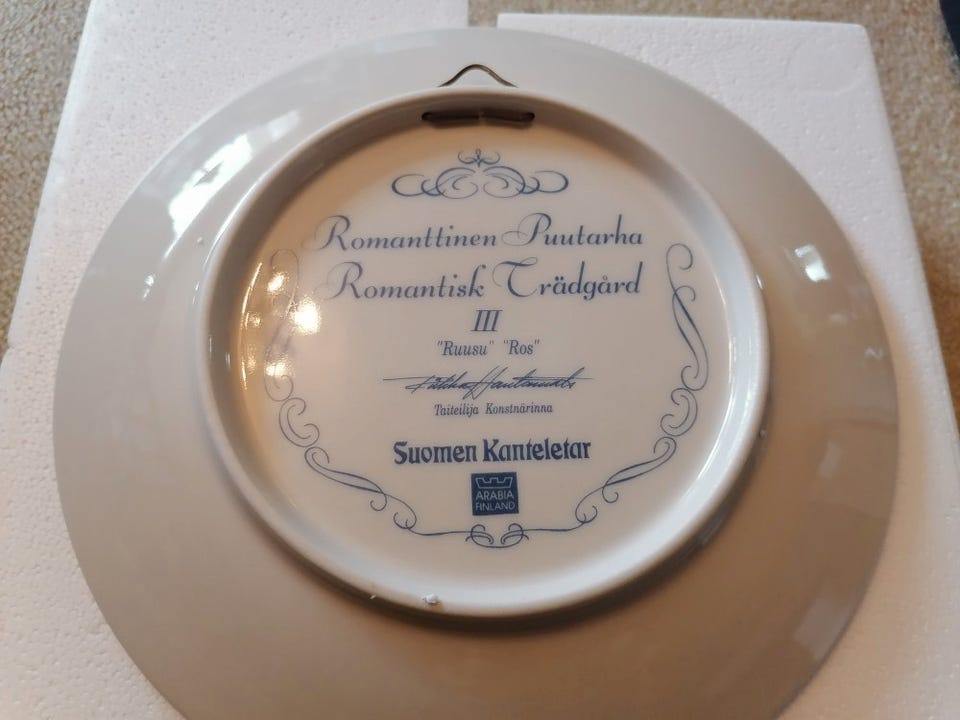 Romanttinen Puutarha
Romantisk Trädgård
III
"Ruusu" "Ros"
Taiteilija Konstnärinna
Suomen Kanteletar
ARABIA
FINLAND